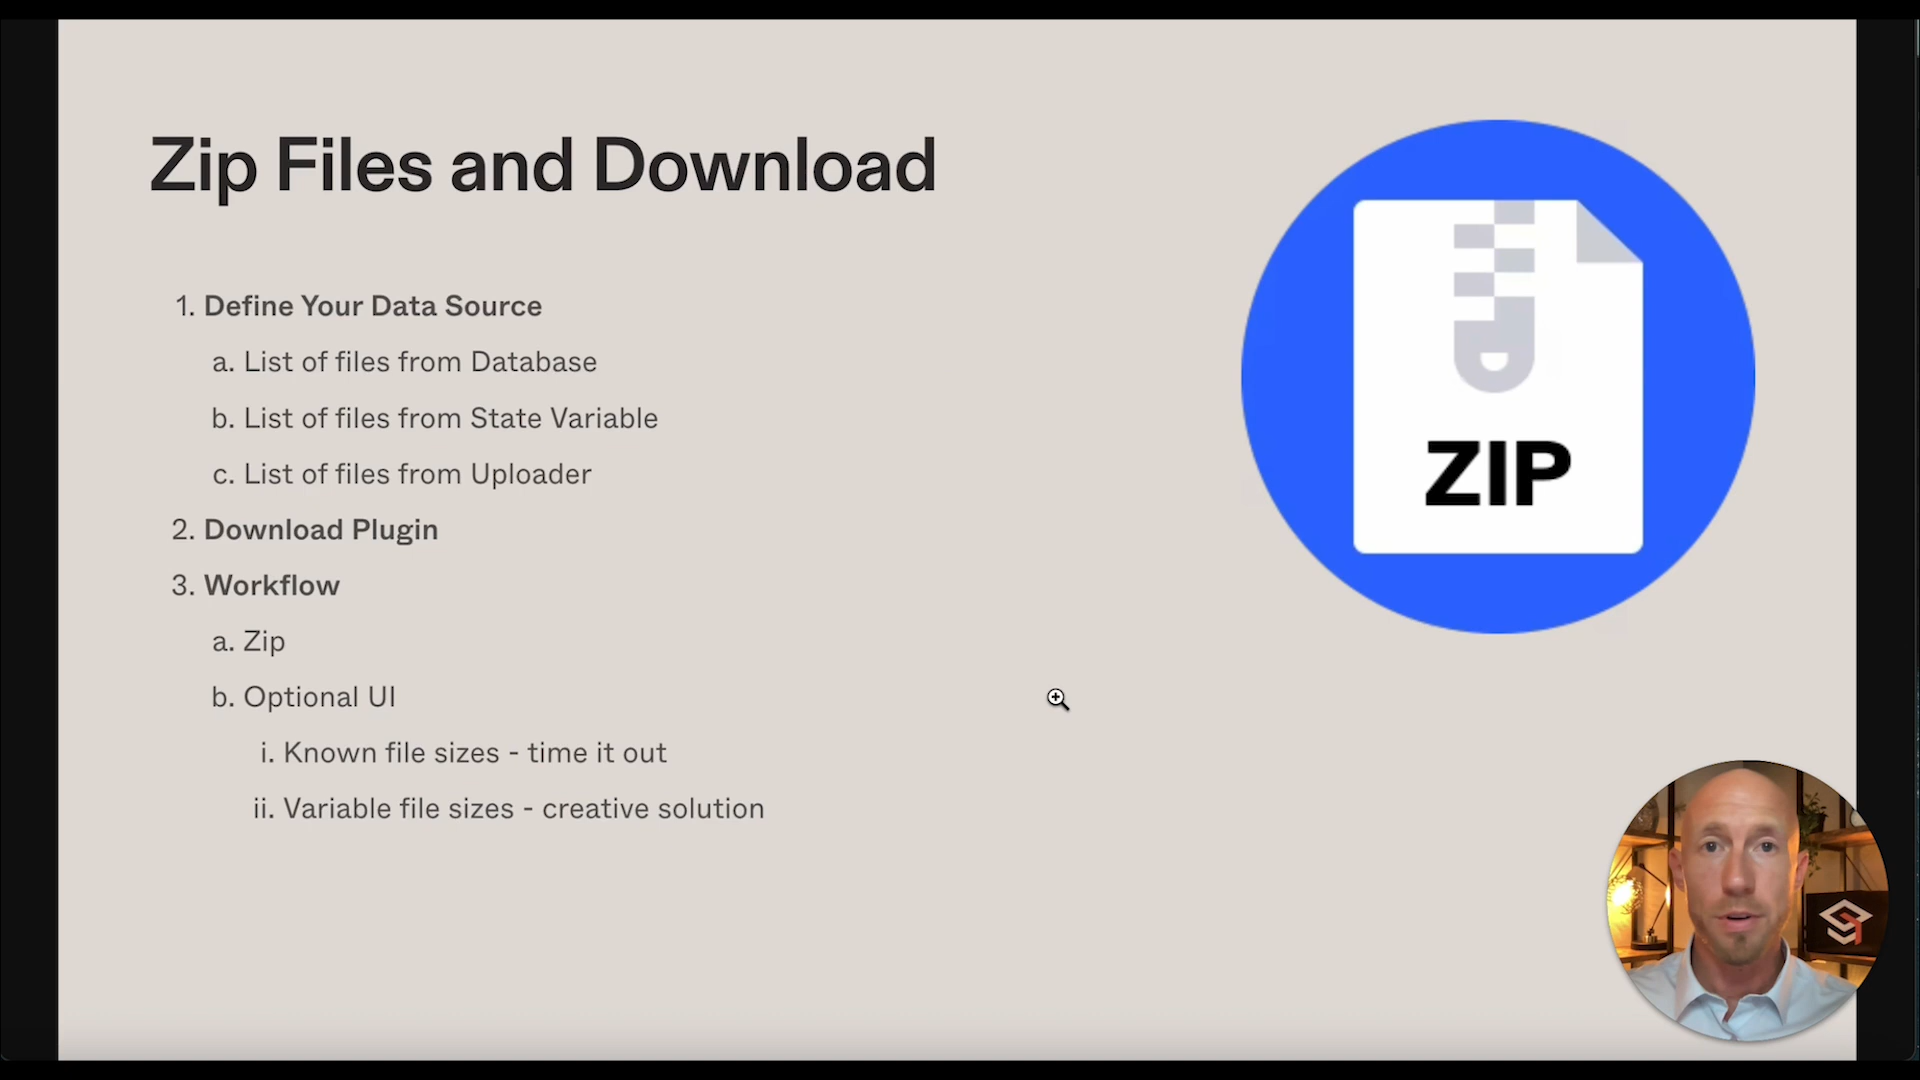 Zip Files and Download
1. Define Your Data Source
a. List of files from Database
b. List of files from State Variable
c. List of files from Uploader
2. Download Plugin
3. Workflow
a. Zip
b. Optional UI
i. Known file sizes - time it out
ii. Variable file sizes - creative solution
ZIP